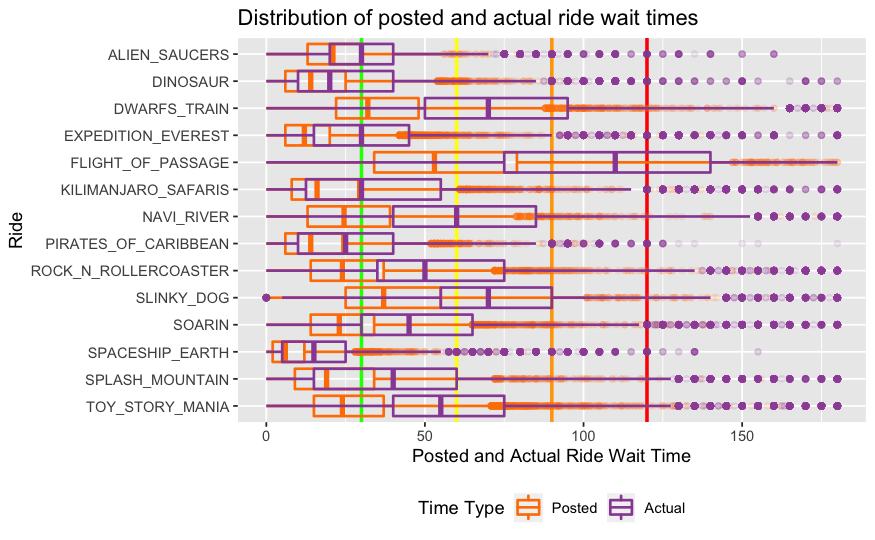 Distribution of posted and actual ride wait times
Ride
ALIEN_SAUCERS
DINOSAUR
DWARFS_TRAIN
EXPEDITION_EVEREST
FLIGHT_OF_PASSAGE
KILIMANJARO_SAFARIS
NAVI_RIVER
PIRATES_OF_CARIBBEAN
ROCK_N_ROLLERCOASTER
SLINKY_DOG
SOARIN
SPACESHIP_EARTH
SPLASH_MOUNTAIN
TOY_STORY_MANIA
0 50 100 150
Posted and Actual Ride Wait Time
Time Type Posted Actual